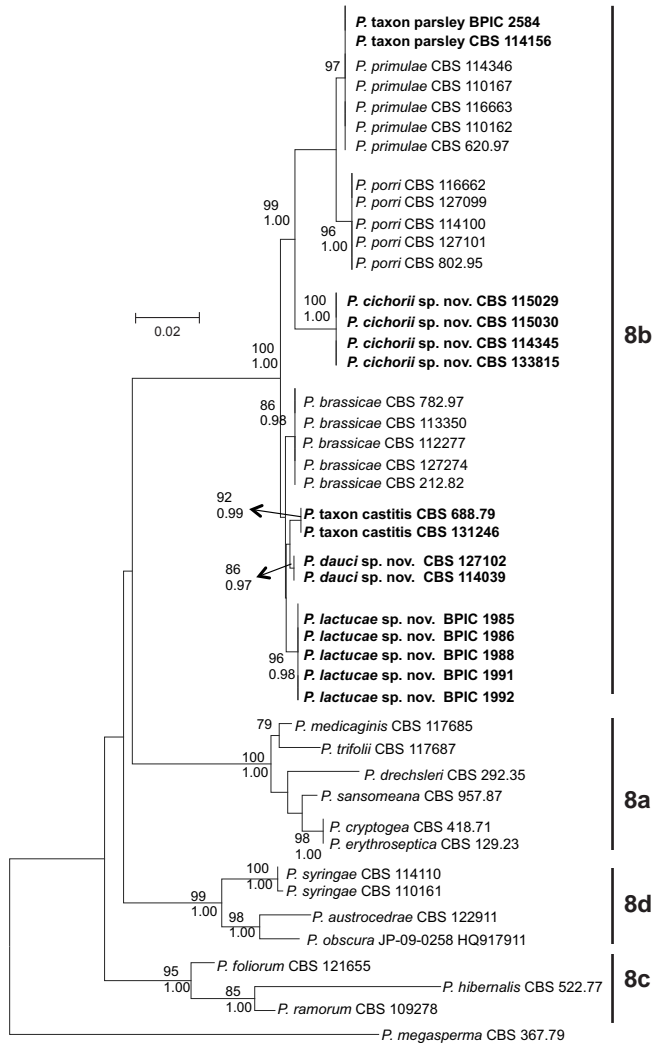 P. taxon parsley BPIC 2584
P. taxon parsley CBS 114156
97
P. primulae CBS 114346
P. primulae CBS 110167
P. primulae CBS 116663
P. primulae CBS 110162
P. primulae CBS 620.97
P. porri CBS 116662
P. porri CBS 127099
99
1.00
P. porri CBS 114100
96
1.00
P. porri CBS 127101
P. porri CBS 802.95
100
1.00
P. cichorii sp. nov. CBS 115029
P. cichorii sp. nov. CBS 115030
P. cichorii sp. nov. CBS 114345
P. cichorii sp. nov. CBS 133815
0.02
8b
100
1.00
86
0.98
P. brassicae CBS 782.97
P. brassicae CBS 113350
P. brassicae CBS 112277
P. brassicae CBS 127274
P. brassicae CBS 212.82
92
0.99
P. taxon castitis CBS 688.79
P. taxon castitis CBS 131246
86
0.97
P. dauci sp. nov. CBS 127102
P. dauci sp. nov. CBS 114039
P. lactucae sp. nov. BPIC 1985
P. lactucae sp. nov. BPIC 1986
P. lactucae sp. nov. BPIC 1988
96
0.98
P. lactucae sp. nov. BPIC 1991
P. lactucae sp. nov. BPIC 1992
79
P. medicaginis CBS 117685
P. trifolii CBS 117687
100
1.00
P. drechsleri CBS 292.35
P. sansomeana CBS 957.87
8a
P. cryptogea CBS 418.71
98
1.00
P. erythroseptica CBS 129.23
100
1.00
P. syringae CBS 114110
P. syringae CBS 110161
99
1.00
8d
98
1.00
P. austrocedrae CBS 122911
P. obscura JP-09-0258 HQ917911
95
1.00
P. foliorum CBS 121655
8c
85
1.00
P. hibernalis CBS 522.77
P. ramorum CBS 109278
P. megasperma CBS 367.79